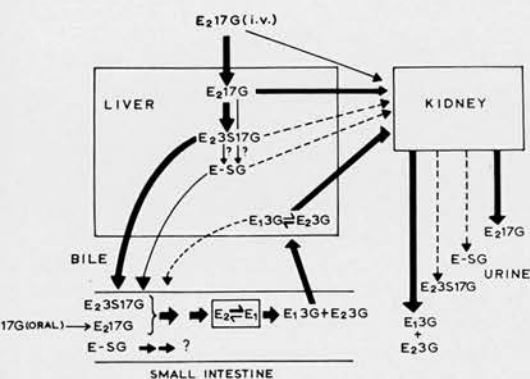 E₂17G(i.v.)
LIVER
E₂17G
KIDNEY
E₂3S17G
? ?
E-SG
E₁3G⇌E₂3G
BILE
E₂17G
E-SG
URINE
E₂3S17G
E₂3S17G
17G(ORAL)→E₂17G
E₂⇌E₁
E₁3G+E₂3G
E-SG
?
E₁3G
+
E₂3G
SMALL INTESTINE